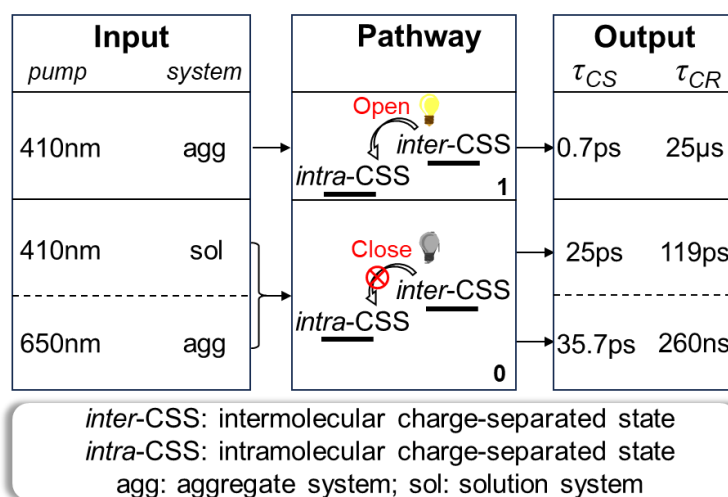 Input Pathway Output
pump system τCS τCR
410nm agg
Open
inter-CSS
intra-CSS
1
0.7ps 25μs
410nm sol
650nm agg
Close
inter-CSS
intra-CSS
0
25ps 119ps
35.7ps 260ns
inter-CSS: intermolecular charge-separated state
intra-CSS: intramolecular charge-separated state
agg: aggregate system; sol: solution system